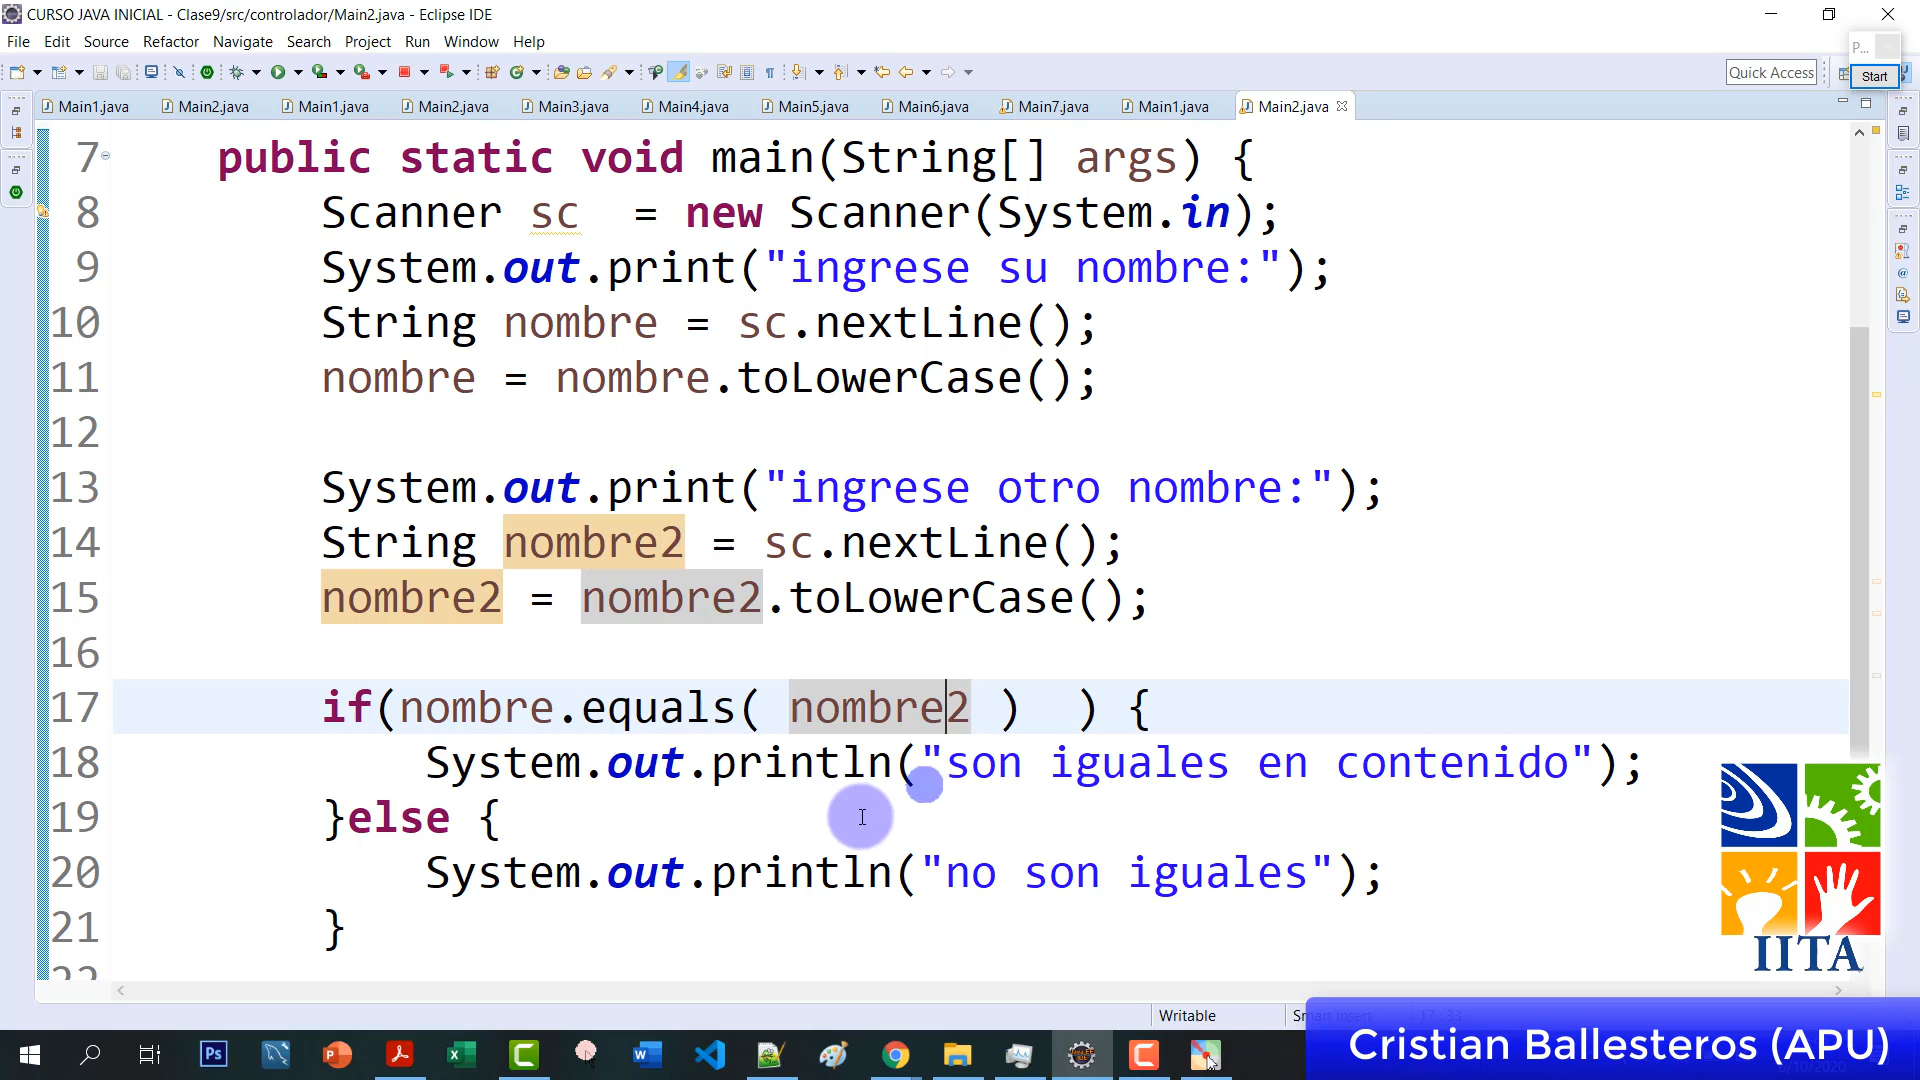 CURSO JAVA INICIAL - Clase9/src/controlador/Main2.java - Eclipse IDE
File Edit Source Refactor Navigate Search Project Run Window Help
P...
Quick Access
Start
Main1.java Main2.java Main1.java Main2.java Main3.java Main4.java Main5.java Main6.java Main7.java Main1.java Main2.java
7 public static void main(String[] args) {
8 Scanner sc = new Scanner(System.in);
9 System.out.print("ingrese su nombre:");
10 String nombre = sc.nextLine();
11 nombre = nombre.toLowerCase();
12
13 System.out.print("ingrese otro nombre:");
14 String nombre2 = sc.nextLine();
15 nombre2 = nombre2.toLowerCase();
16
17 if(nombre.equals( nombre2 ) ) {
18 System.out.println("son iguales en contenido");
19 }else {
20 System.out.println("no son iguales");
21 }
22
IITA
Writable Smart Insert 17:33
Cristian Ballesteros (APU)